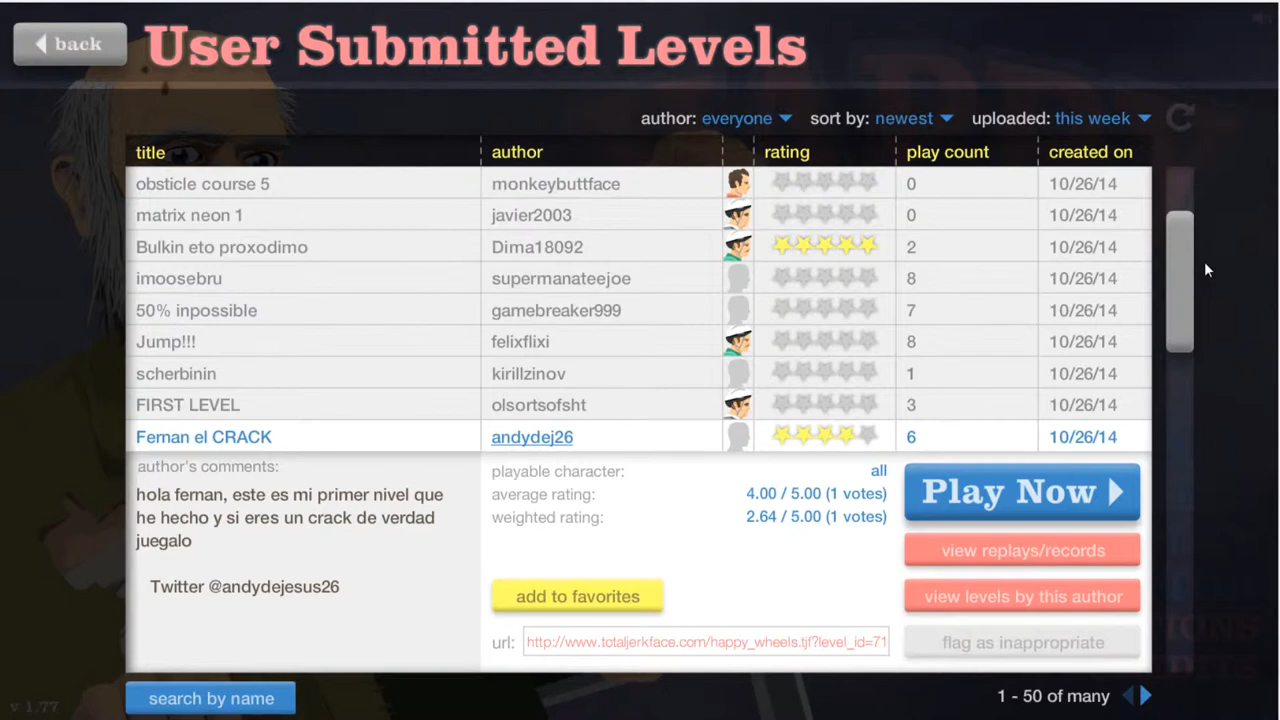 back
User Submitted Levels
author: everyone sort by: newest uploaded: this week
title author rating play count created on
obsticle course 5 monkeybuttface 0 10/26/14
matrix neon 1 javier2003 0 10/26/14
Bulkin eto proxodimo Dima18092 2 10/26/14
imoosebru supermanateejoe 8 10/26/14
50% inpossible gamebreaker999 7 10/26/14
Jump!!! felixflixi 8 10/26/14
scherbinin kirillzinov 1 10/26/14
FIRST LEVEL olsortsofsht 3 10/26/14
Fernan el CRACK andydej26 6 10/26/14
author's comments:
hola fernan, este es mi primer nivel que
he hecho y si eres un crack de verdad
juegalo
Twitter @andydejesus26
playable character: all
average rating: 4.00 / 5.00 (1 votes)
weighted rating: 2.64 / 5.00 (1 votes)
add to favorites
url: http://www.totaljerkface.com/happy_wheels.tjf?level_id=71
Play Now
view replays/records
view levels by this author
flag as inappropriate
v 1.77
search by name
1 - 50 of many